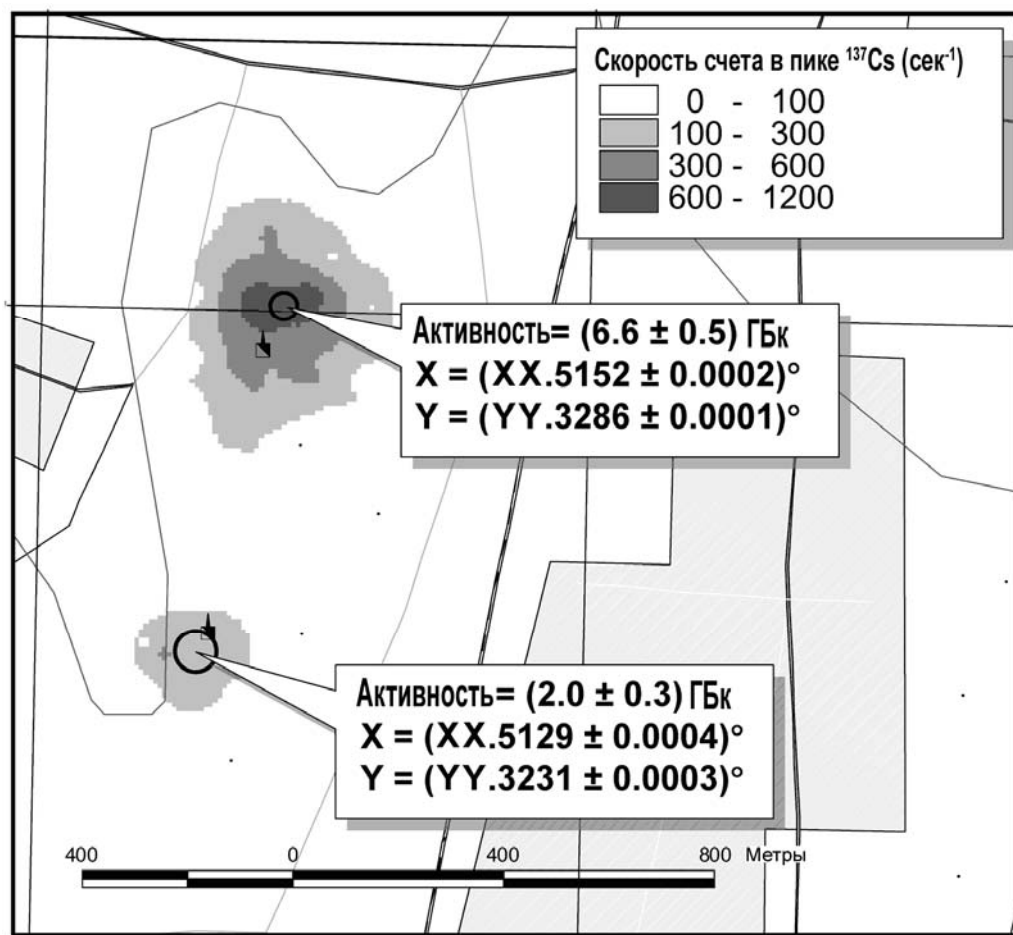 Скорость счета в пике ¹³⁷Cs (сек⁻¹)
0 - 100
100 - 300
300 - 600
600 - 1200
Активность= (6.6 ± 0.5) ГБк
X = (XX.5152 ± 0.0002)°
Y = (YY.3286 ± 0.0001)°
Активность= (2.0 ± 0.3) ГБк
X = (XX.5129 ± 0.0004)°
Y = (YY.3231 ± 0.0003)°
400 0 400 800 Метры